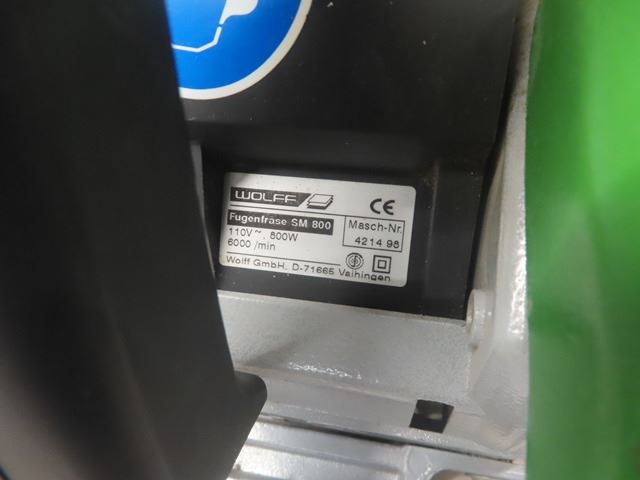 WOLFF
CE
Fugenfräse SM 800
Masch-Nr.
4214 98
110V~. 800W
6000 /min
Wolff GmbH, D-71665 Vaihingen